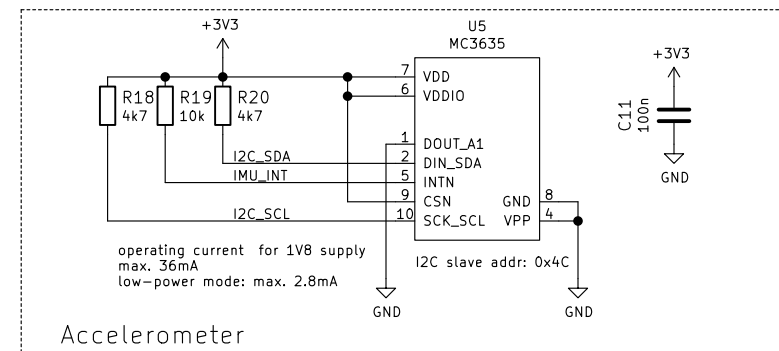 +3V3
U5
MC3635
+3V3
7 VDD
6 VDDIO
R18 R19 R20
4k7 10k 4k7
C11
100n
1 DOUT_A1
I2C_SDA 2 DIN_SDA
IMU_INT 5 INTN
GND
9 CSN GND 8
I2C_SCL 10 SCK_SCL VPP 4
operating current for 1V8 supply
max. 36mA
low-power mode: max. 2.8mA
I2C slave addr: 0x4C
GND GND
Accelerometer